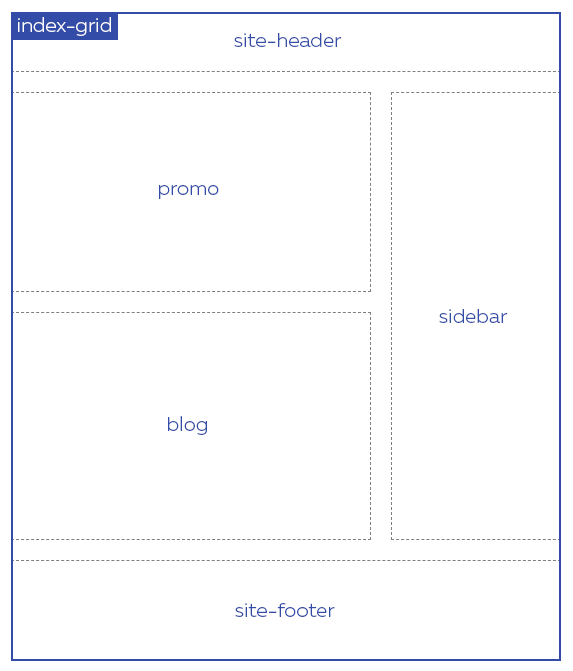 index-grid
site-header
promo
sidebar
blog
site-footer